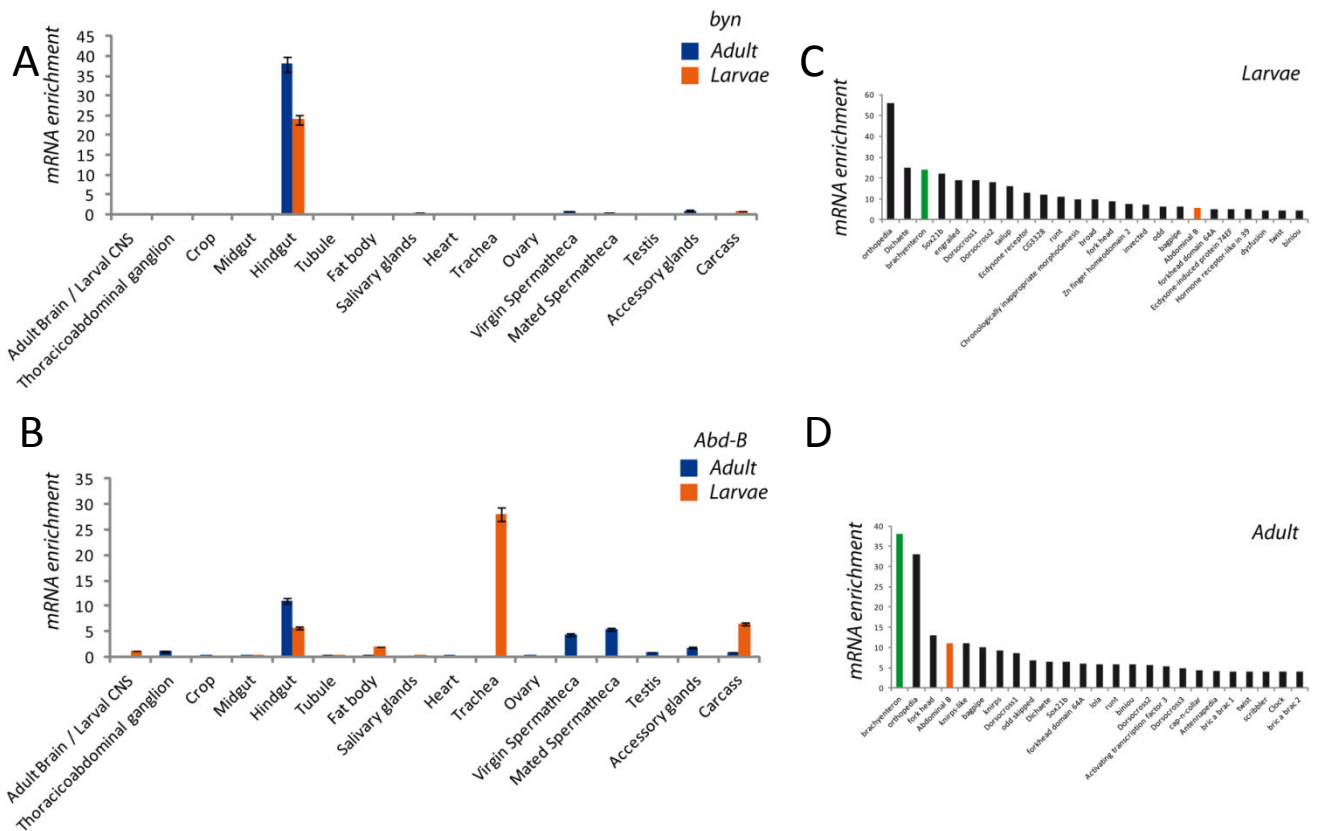 A
byn
Adult
Larvae
mRNA enrichment
45
40
35
30
25
20
15
10
5
0
Adult Brain / Larval CNS
Thoracicoabdominal ganglion
Crop
Midgut
Hindgut
Tubule
Fat body
Salivary glands
Heart
Trachea
Ovary
Virgin Spermatheca
Mated Spermatheca
Testis
Accessory glands
Carcass
B
Abd-B
Adult
Larvae
mRNA enrichment
35
30
25
20
15
10
5
0
Adult Brain / Larval CNS
Thoracicoabdominal ganglion
Crop
Midgut
Hindgut
Tubule
Fat body
Salivary glands
Heart
Trachea
Ovary
Virgin Spermatheca
Mated Spermatheca
Testis
Accessory glands
Carcass
C
Larvae
mRNA enrichment
60
50
40
30
20
10
0
orthopedia
Dichaete
brachyenteron
Sox21b
engrailed
Dorsocross1
Dorsocross2
tailup
Ecdysone receptor
CG3328
runt
Chronologically inappropriate morphoGenesis
broad
fork head
Zn finger homeodomain 2
invected
odd
bagpipe
Abdominal B
forkhead domain 64A
Ecdysone-induced protein 74EF
Hormone receptor-like in 39
dysfusion
twist
biniou
D
Adult
mRNA enrichment
40
35
30
25
20
15
10
5
0
brachyenteron
orthopedia
fork head
Abdominal B
knirps-like
bagpipe
knirps
Dorsocross1
odd skipped
Dichaete
Sox21b
forkhead domain 64A
lola
runt
biniou
Dorsocross2
Activating transcription factor 3
Dorsocross3
cap-n-collar
Antennapedia
bric a brac 1
twist
scribbler
Clock
bric a brac 2